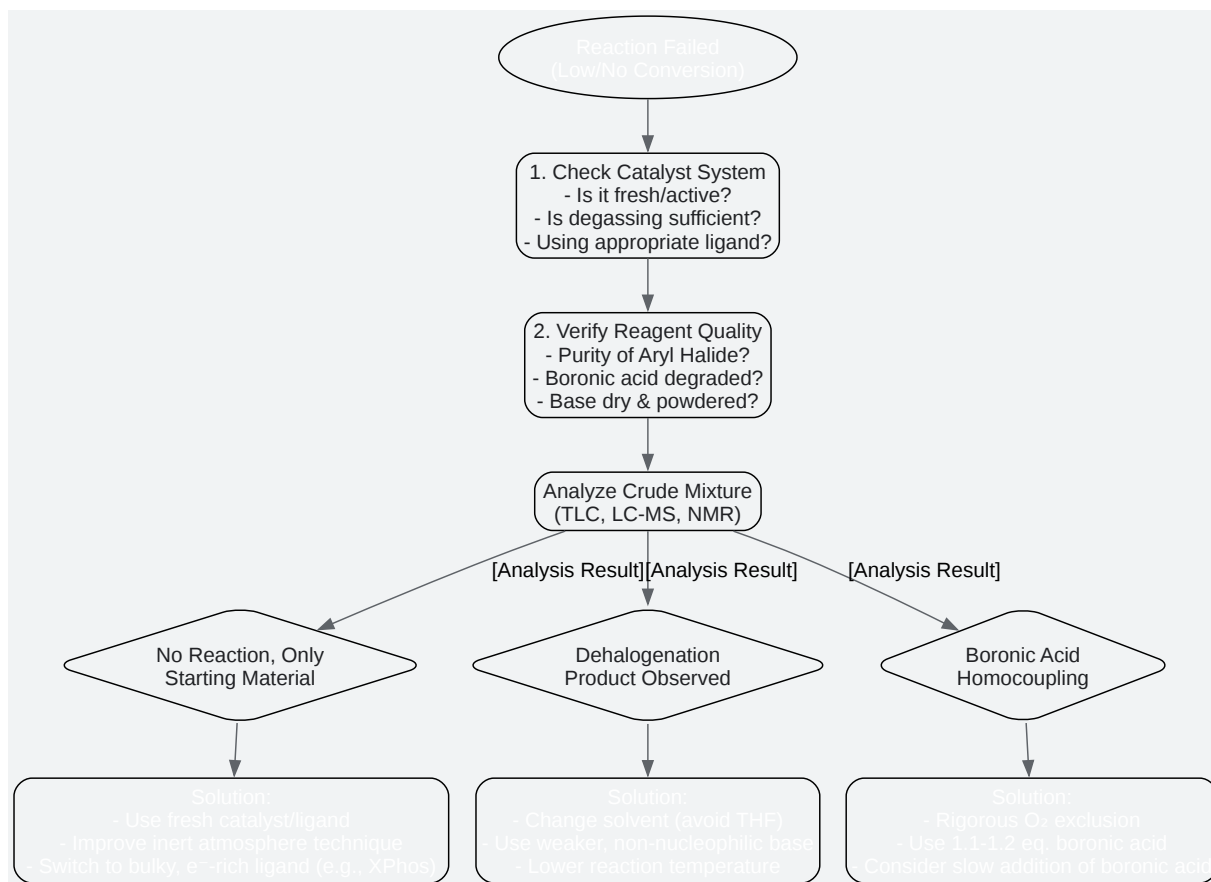 Reaction Failed
(Low/No Conversion)
1. Check Catalyst System
- Is it fresh/active?
- Is degassing sufficient?
- Using appropriate ligand?
2. Verify Reagent Quality
- Purity of Aryl Halide?
- Boronic acid degraded?
- Base dry & powdered?
Analyze Crude Mixture
(TLC, LC-MS, NMR)
[Analysis Result]
[Analysis Result]
[Analysis Result]
No Reaction, Only
Starting Material
Dehalogenation
Product Observed
Boronic Acid
Homocoupling
Solution:
- Use fresh catalyst/ligand
- Improve inert atmosphere technique
- Switch to bulky, e⁻-rich ligand (e.g., XPhos)
Solution:
- Change solvent (avoid THF)
- Use weaker, non-nucleophilic base
- Lower reaction temperature
Solution:
- Rigorous O₂ exclusion
- Use 1.1-1.2 eq. boronic acid
- Consider slow addition of boronic acid